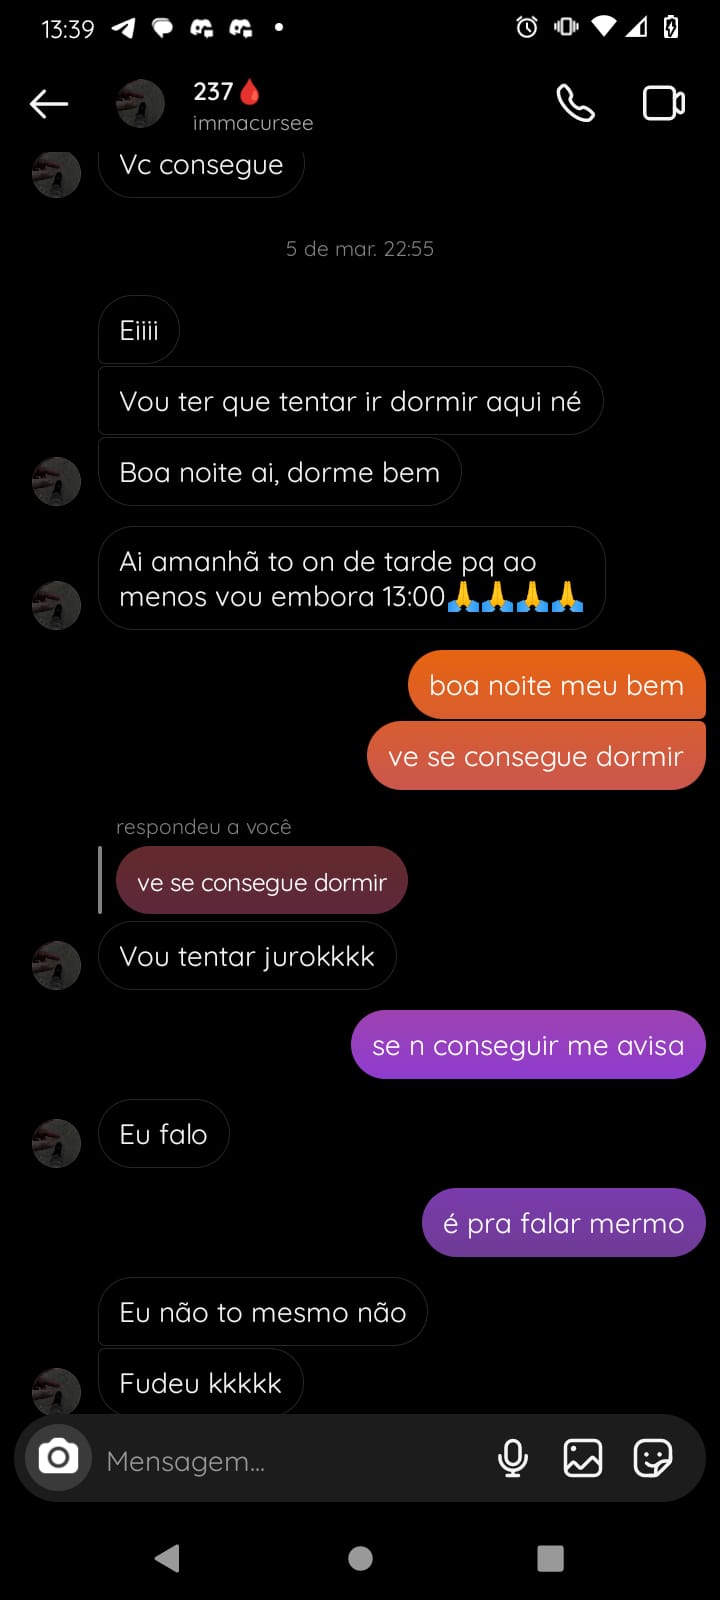 13:39
237🩸
immacursee
Vc consegue
5 de mar. 22:55
Eiiii
Vou ter que tentar ir dormir aqui né
Boa noite ai, dorme bem
Ai amanhã to on de tarde pq ao
menos vou embora 13:00🙏🙏🙏🙏
boa noite meu bem
ve se consegue dormir
respondeu a você
ve se consegue dormir
Vou tentar jurokkkk
se n conseguir me avisa
Eu falo
é pra falar mermo
Eu não to mesmo não
Fudeu kkkkk
Mensagem...